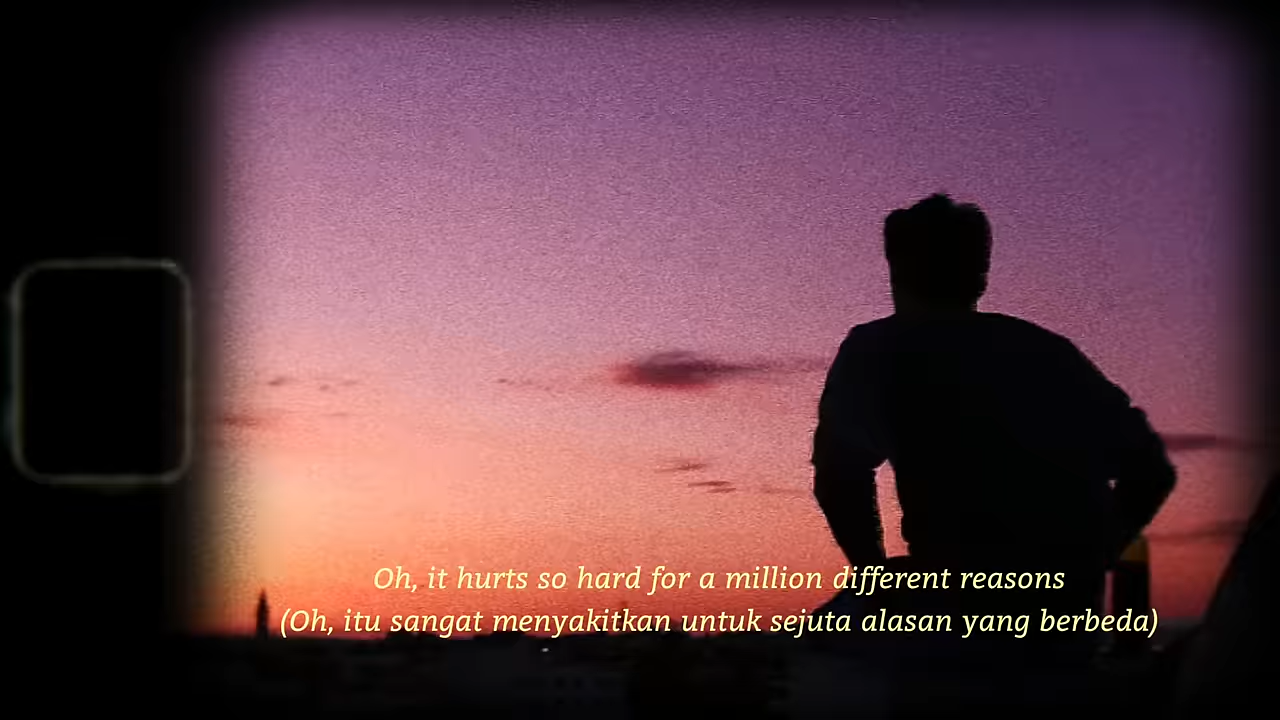 Oh, it hurts so hard for a million different reasons
(Oh, itu sangat menyakitkan untuk sejuta alasan yang berbeda)